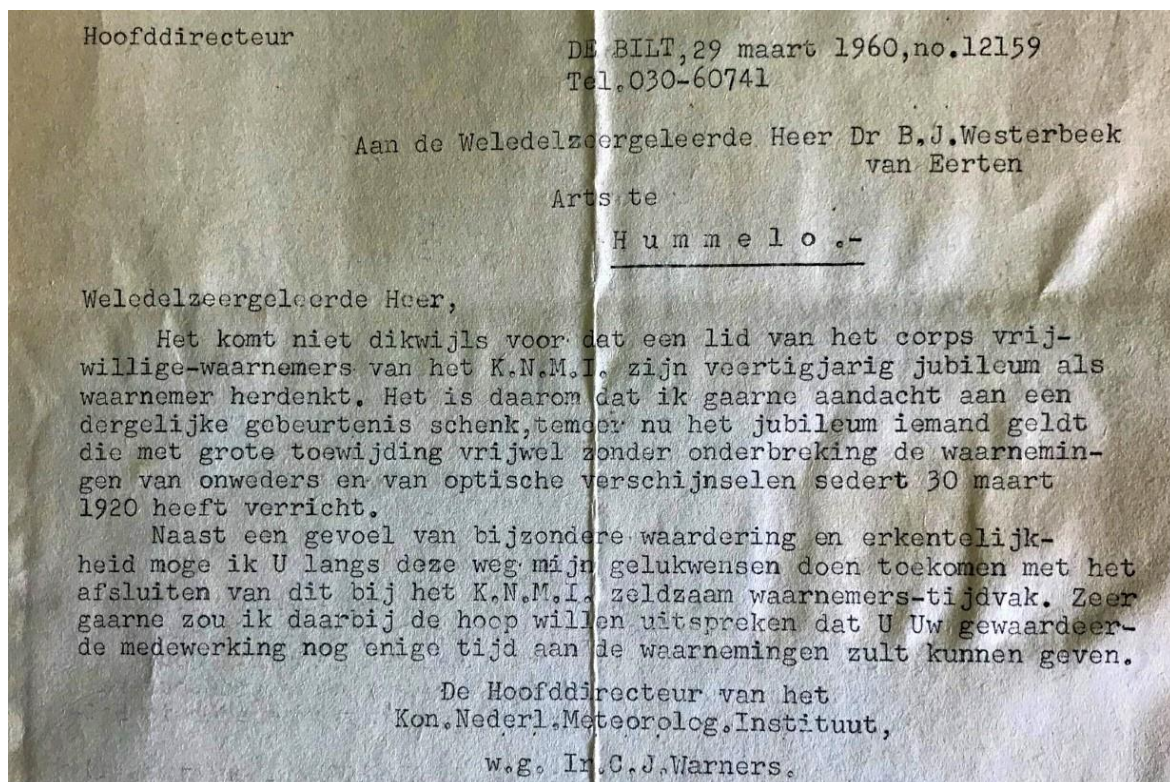 Hoofddirecteur
DE BILT,29 maart 1960,no.12159
Tel.030-60741
Aan de Weledelzeergeleerde Heer Dr B.J.Westerbeek
van Eerten
Arts te
H u m m e l o .-
Weledelzeergeleerde Heer,
Het komt niet dikwijls voor dat een lid van het corps vrij-
willige-waarnemers van het K.N.M.I. zijn veertigjarig jubileum als
waarnemer herdenkt. Het is daarom dat ik gaarne aandacht aan een
dergelijke gebeurtenis schenk,temeer nu het jubileum iemand geldt
die met grote toewijding vrijwel zonder onderbreking de waarnemin-
gen van onweders en van optische verschijnselen sedert 30 maart
1920 heeft verricht.
Naast een gevoel van bijzondere waardering en erkentelijk-
heid moge ik U langs deze weg mijn gelukwensen doen toekomen met het
afsluiten van dit bij het K.N.M.I. zeldzaam waarnemers-tijdvak. Zeer
gaarne zou ik daarbij de hoop willen uitspreken dat U Uw gewaardeer-
de medewerking nog enige tijd aan de waarnemingen zult kunnen geven.
De Hoofddirecteur van het
Kon.Nederl.Meteorolog.Instituut,
w.g. Ir.C.J.Warners.